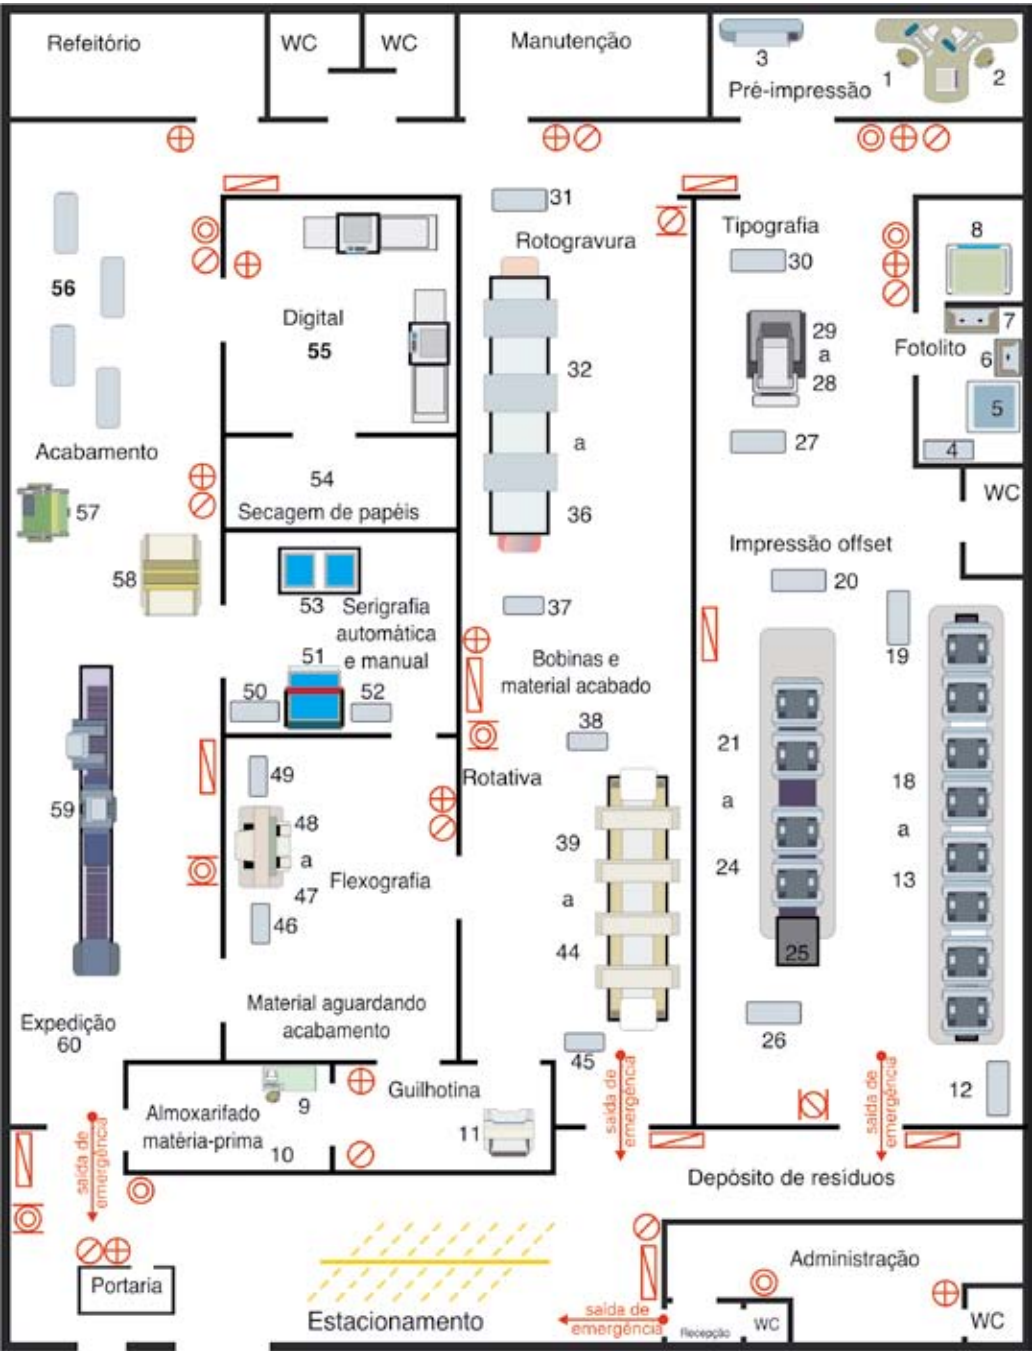 Refeitório
WC
WC
Manutenção
3
Pré-impressão
1
2
31
Rotogravura
Tipografia
30
8
7
Fotolito
6
5
4
29
a
28
27
WC
56
Digital
55
32
a
36
Acabamento
57
58
54
Secagem de papéis
53
Serigrafia
automática
e manual
51
50
52
37
Bobinas e
material acabado
38
Impressão offset
20
19
21
a
24
25
26
18
a
13
12
59
49
48
a
47
46
Flexografia
Rotativa
39
a
44
45
Expedição
60
Material aguardando
acabamento
Almoxarifado
matéria-prima
9
10
Guilhotina
11
saída de
emergência
saída de
emergência
saída de
emergência
Depósito de resíduos
Portaria
Estacionamento
saída de
emergência
Administração
Recepção
WC
WC